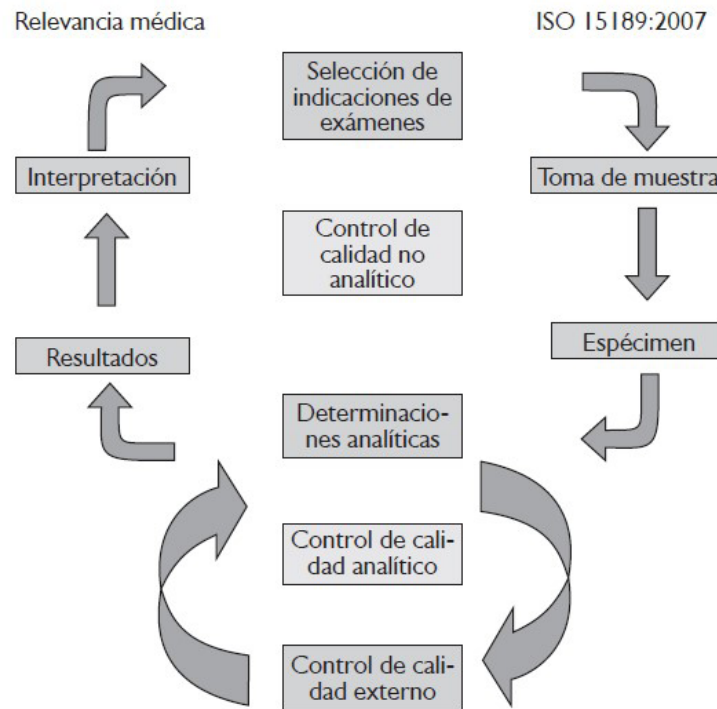 Relevancia médica
ISO 15189:2007
Selección de
indicaciones de
exámenes
Interpretación
Toma de muestra
Control de
calidad no
analítico
Resultados
Espécimen
Determinacio-
nes analíticas
Control de cali-
dad analítico
Control de cali-
dad externo